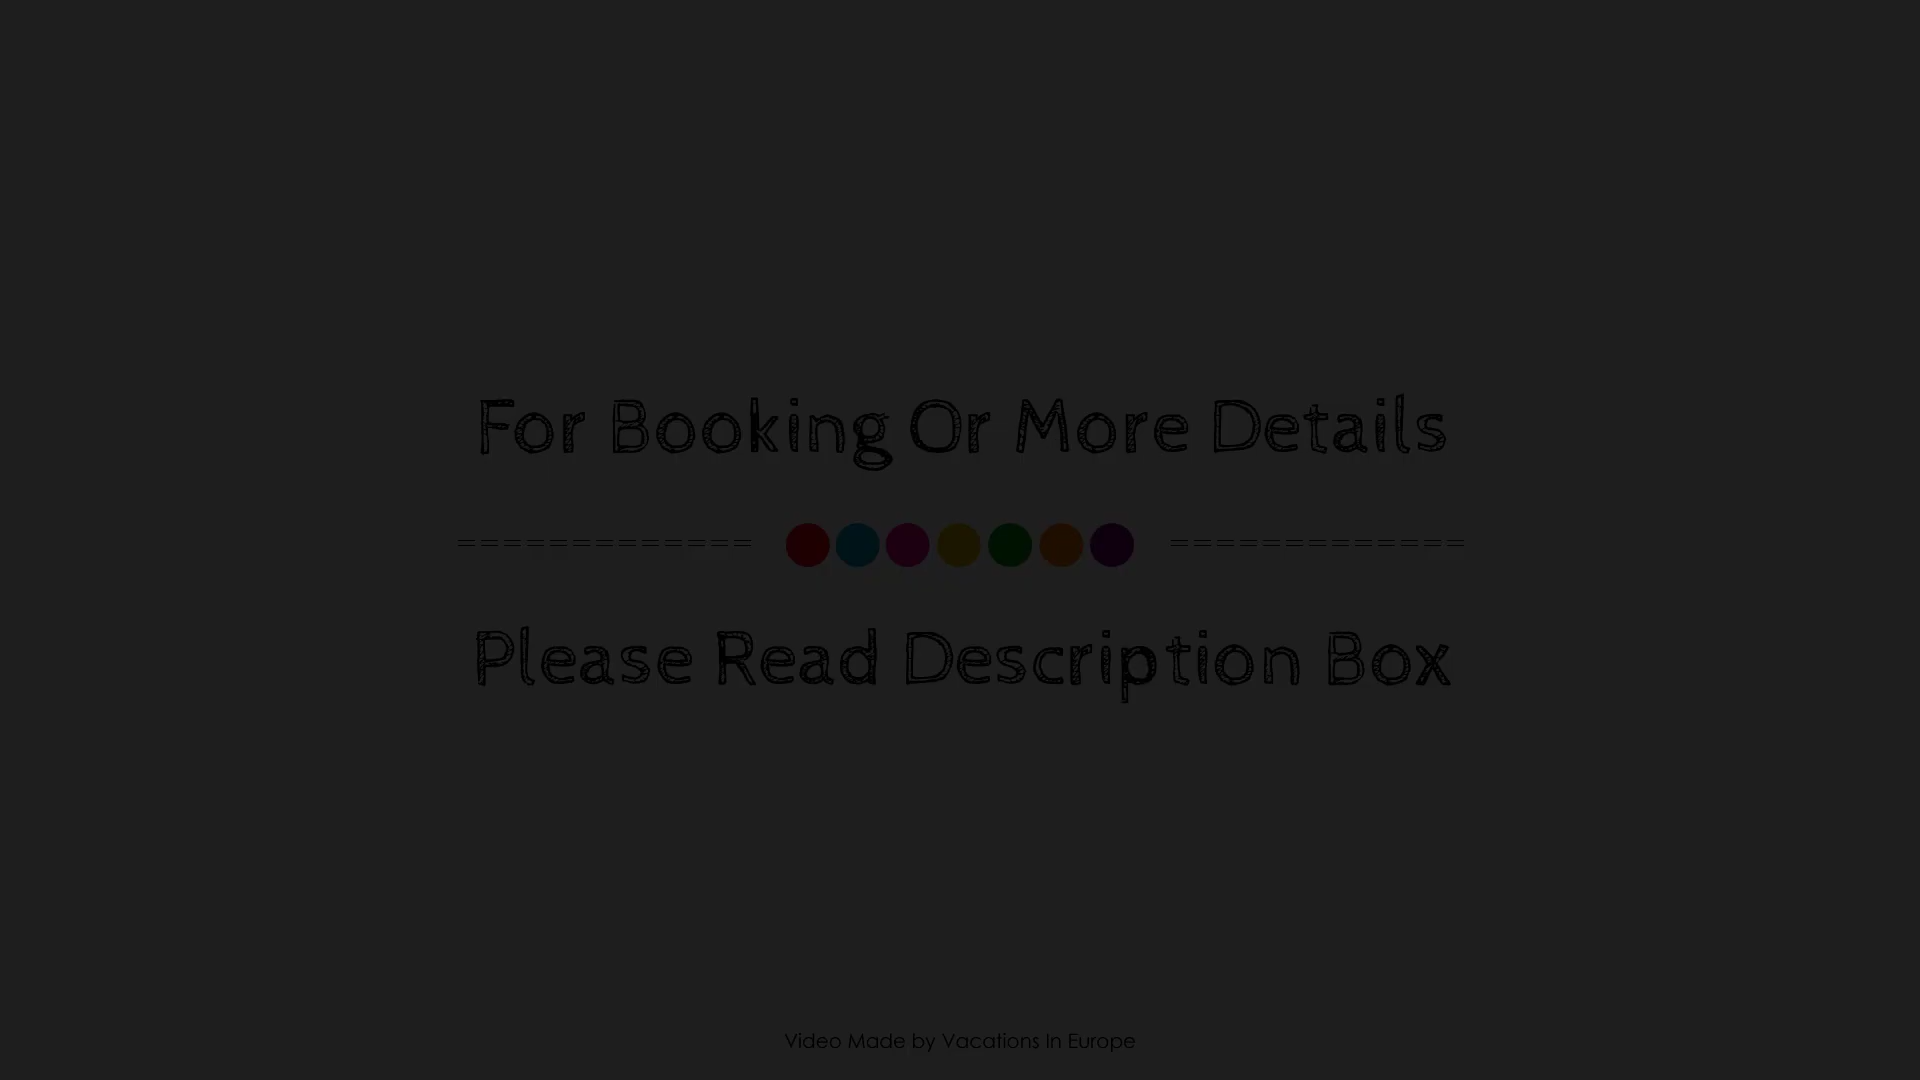 For Booking Or More Details
============= =============
Please Read Description Box
Video Made by Vacations In Europe